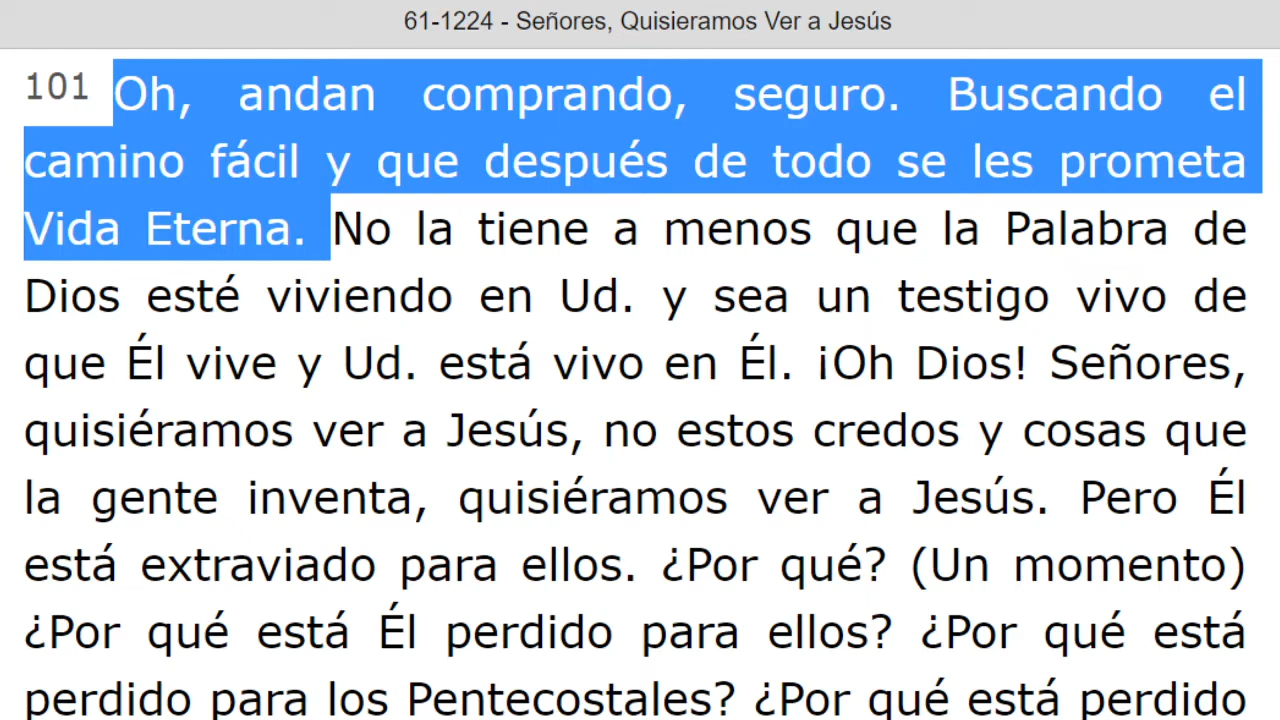 61-1224 - Señores, Quisieramos Ver a Jesús
101 Oh, andan comprando, seguro. Buscando el
camino fácil y que después de todo se les prometa
Vida Eterna. No la tiene a menos que la Palabra de
Dios esté viviendo en Ud. y sea un testigo vivo de
que Él vive y Ud. está vivo en Él. ¡Oh Dios! Señores,
quisiéramos ver a Jesús, no estos credos y cosas que
la gente inventa, quisiéramos ver a Jesús. Pero Él
está extraviado para ellos. ¿Por qué? (Un momento)
¿Por qué está Él perdido para ellos? ¿Por qué está
perdido para los Pentecostales? ¿Por qué está perdido